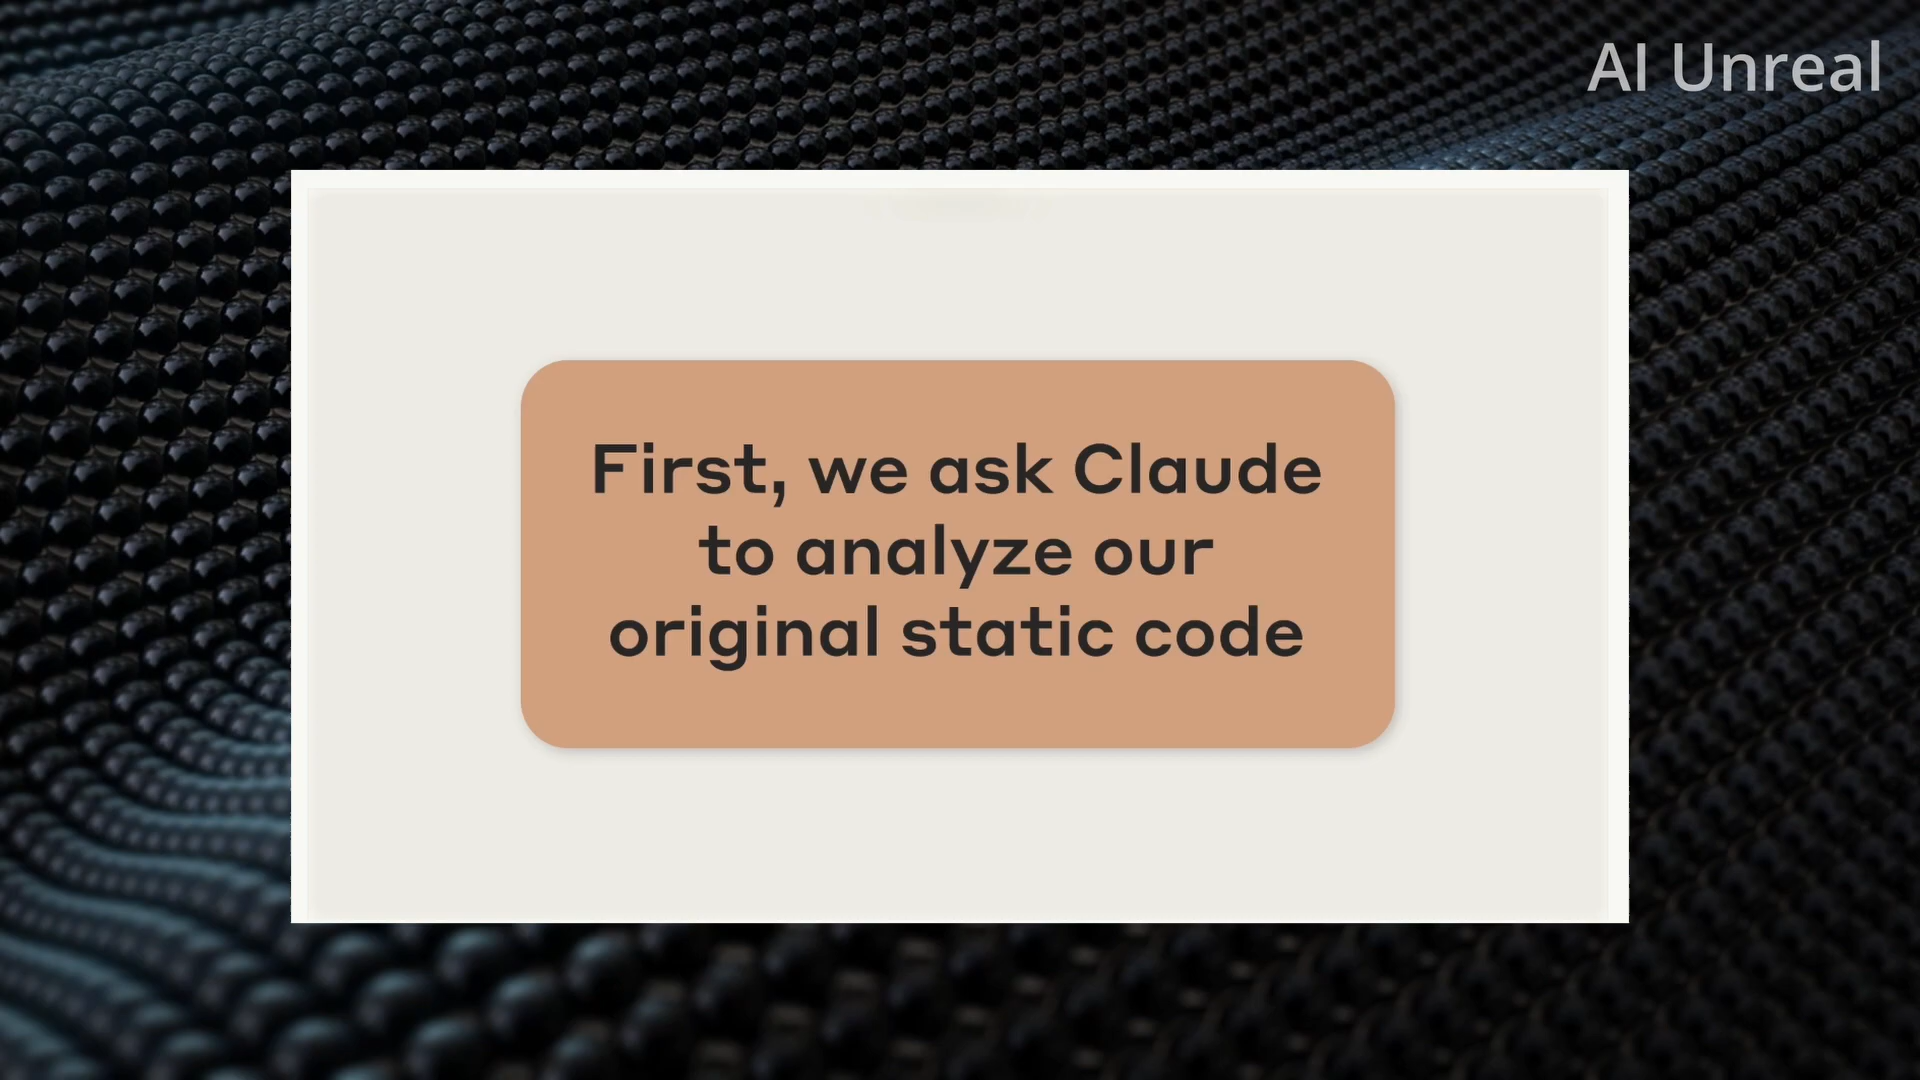 AI Unreal
First, we ask Claude
to analyze our
original static code